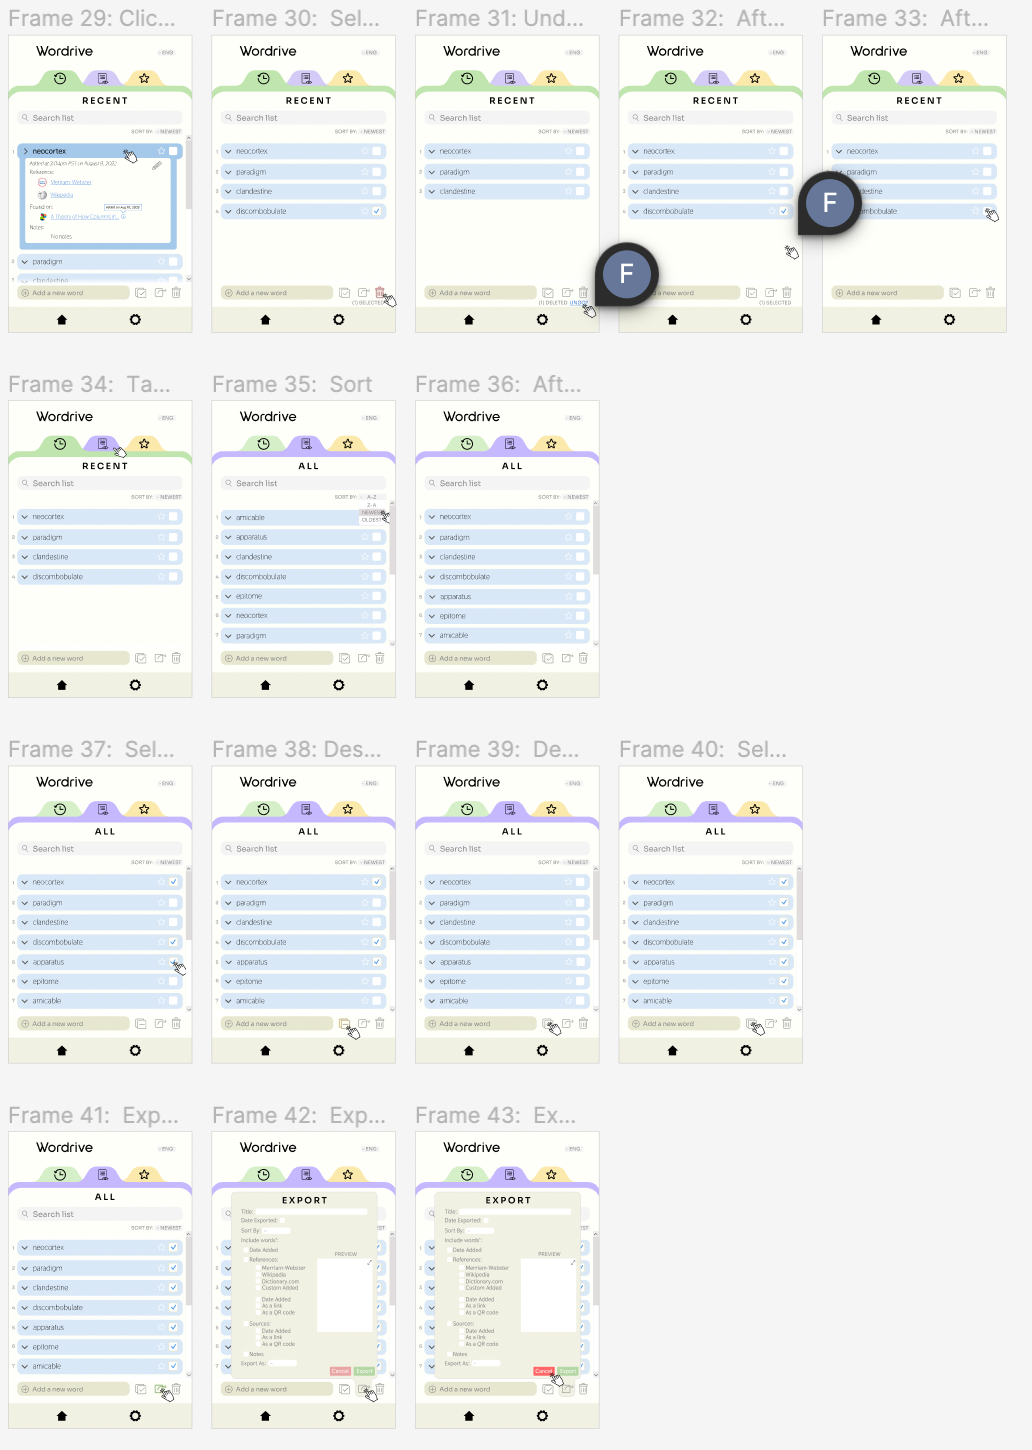 Frame 29: Clic...
Frame 30: Sel...
Frame 31: Und...
Frame 32: Aft...
Frame 33: Aft...
Wordrive
ENG
RECENT
Search list
SORT BY: NEWEST
1 neocortex
Added at 3:04pm PST on August 9, 2022
References:
Merriam-Webster
Wikipedia
Found on:
A Theory of How Columns in...
Notes:
No notes
2 paradigm
clandestine
Add a new word
Wordrive
ENG
RECENT
Search list
SORT BY: NEWEST
1 neocortex
2 paradigm
3 clandestine
4 discombobulate
Add a new word
(1) SELECTED
Wordrive
ENG
RECENT
Search list
SORT BY: NEWEST
1 neocortex
2 paradigm
3 clandestine
Add a new word
(1) DELETED UNDO
F
Wordrive
ENG
RECENT
Search list
SORT BY: NEWEST
1 neocortex
2 paradigm
3 clandestine
4 discombobulate
Add a new word
(1) SELECTED
F
Wordrive
ENG
RECENT
Search list
SORT BY: NEWEST
1 neocortex
paradigm
destine
bobulate
Add a new word
Frame 34: Ta...
Frame 35: Sort
Frame 36: Aft...
Wordrive
ENG
RECENT
Search list
SORT BY: NEWEST
1 neocortex
2 paradigm
3 clandestine
4 discombobulate
Add a new word
Wordrive
ENG
ALL
Search list
SORT BY: A-Z
Z-A
NEWEST
OLDEST
1 amicable
2 apparatus
3 clandestine
4 discombobulate
5 epitome
6 neocortex
7 paradigm
Add a new word
Wordrive
ENG
ALL
Search list
SORT BY: NEWEST
1 neocortex
2 paradigm
3 clandestine
4 discombobulate
5 apparatus
6 epitome
7 amicable
Add a new word
Frame 37: Sel...
Frame 38: Des...
Frame 39: De...
Frame 40: Sel...
Wordrive
ENG
ALL
Search list
SORT BY: NEWEST
1 neocortex
2 paradigm
3 clandestine
4 discombobulate
5 apparatus
6 epitome
7 amicable
Add a new word
Wordrive
ENG
ALL
Search list
SORT BY: NEWEST
1 neocortex
2 paradigm
3 clandestine
4 discombobulate
5 apparatus
6 epitome
7 amicable
Add a new word
Wordrive
ENG
ALL
Search list
SORT BY: NEWEST
1 neocortex
2 paradigm
3 clandestine
4 discombobulate
5 apparatus
6 epitome
7 amicable
Add a new word
Wordrive
ENG
ALL
Search list
SORT BY: NEWEST
1 neocortex
2 paradigm
3 clandestine
4 discombobulate
5 apparatus
6 epitome
7 amicable
Add a new word
Frame 41: Exp...
Frame 42: Exp...
Frame 43: Ex...
Wordrive
ENG
ALL
Search list
SORT BY: NEWEST
1 neocortex
2 paradigm
3 clandestine
4 discombobulate
5 apparatus
6 epitome
7 amicable
Add a new word
Wordrive
ENG
EXPORT
Title:
Date Exported:
Sort By:
Include words':
Date Added
References:
Merriam-Webster
Wikipedia
Dictionary.com
Custom Added
Date Added
As a link
As a QR code
Sources:
Date Added
As a link
As a QR code
Notes
Export As:
PREVIEW
Cancel
Export
Add a new word
Wordrive
ENG
EXPORT
Title:
Date Exported:
Sort By:
Include words':
Date Added
References:
Merriam-Webster
Wikipedia
Dictionary.com
Custom Added
Date Added
As a link
As a QR code
Sources:
Date Added
As a link
As a QR code
Notes
Export As:
PREVIEW
Cancel
Export
Add a new word